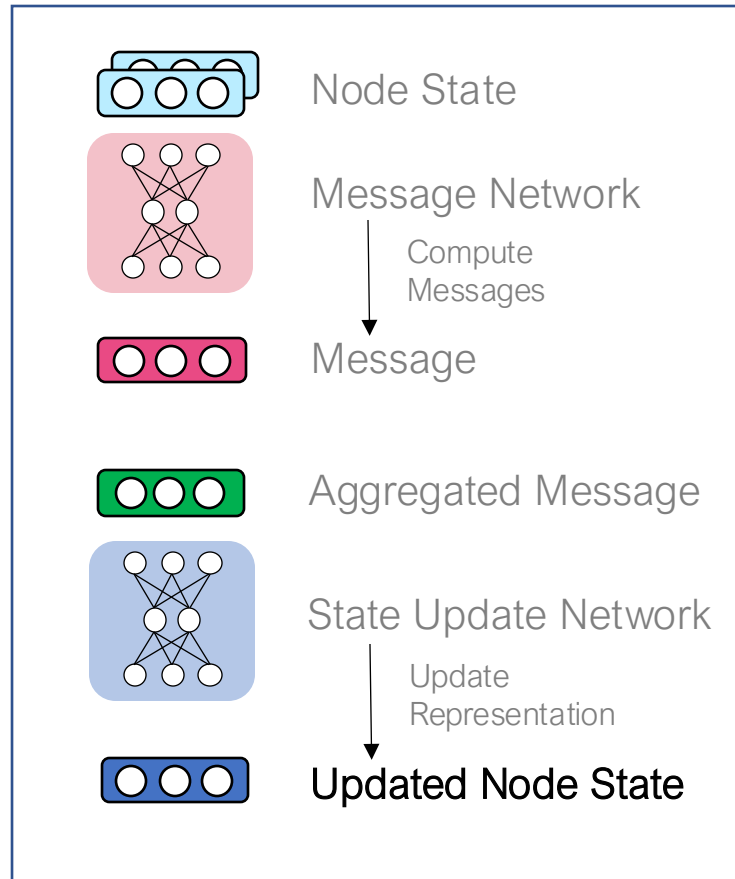 Node State
Message Network
Compute
Messages
Message
Aggregated Message
State Update Network
Update
Representation
Updated Node State